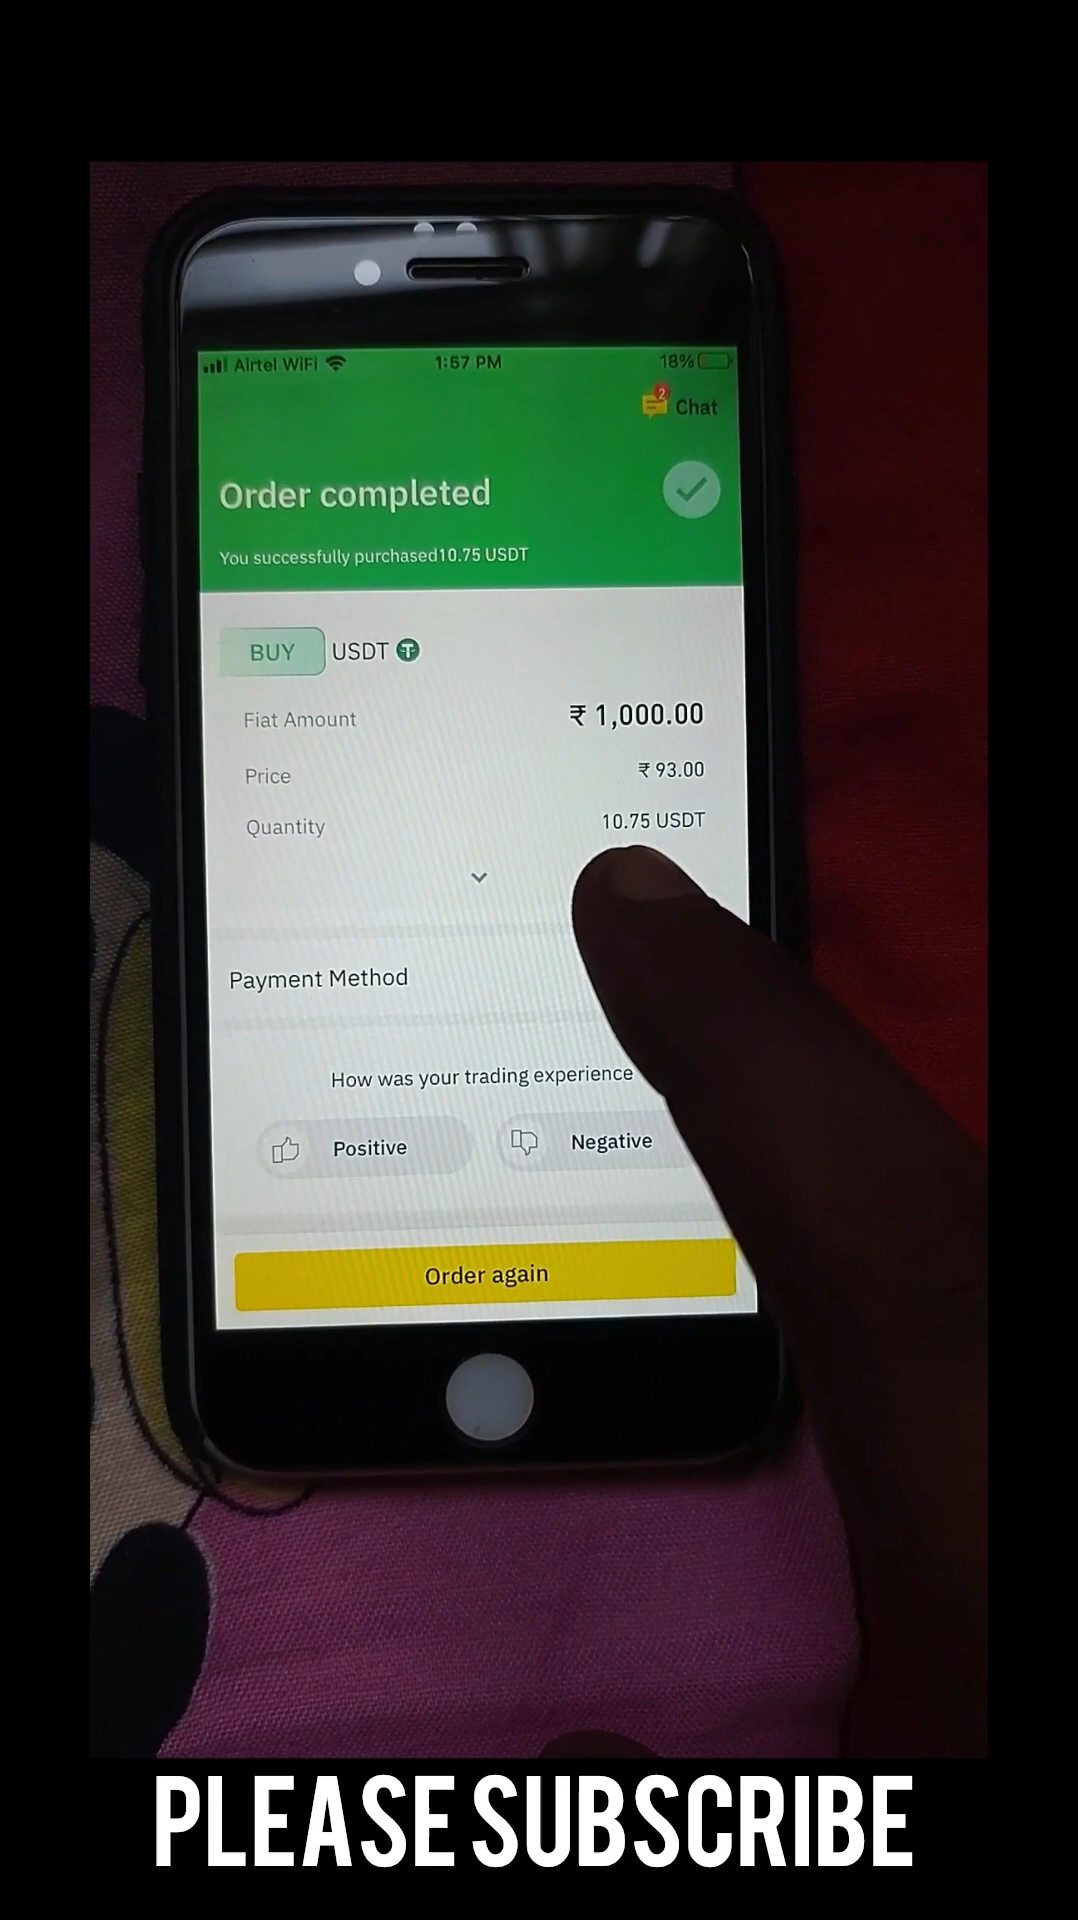 Airtel WiFi 1:57 PM 18%
2
Chat
Order completed
You successfully purchased10.75 USDT
BUY USDT
Fiat Amount ₹ 1,000.00
Price ₹ 93.00
Quantity 10.75 USDT
Payment Method
How was your trading experience
Positive Negative
Order again
PLEASE SUBSCRIBE